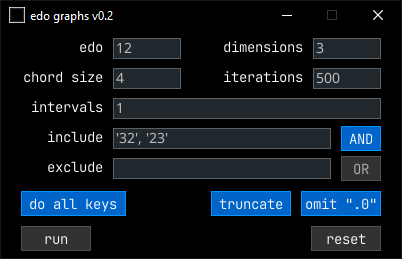 edo graphs v0.2
edo 12 dimensions 3
chord size 4 iterations 500
intervals 1
include '32', '23' AND
exclude OR
do all keys truncate omit ".0"
run reset